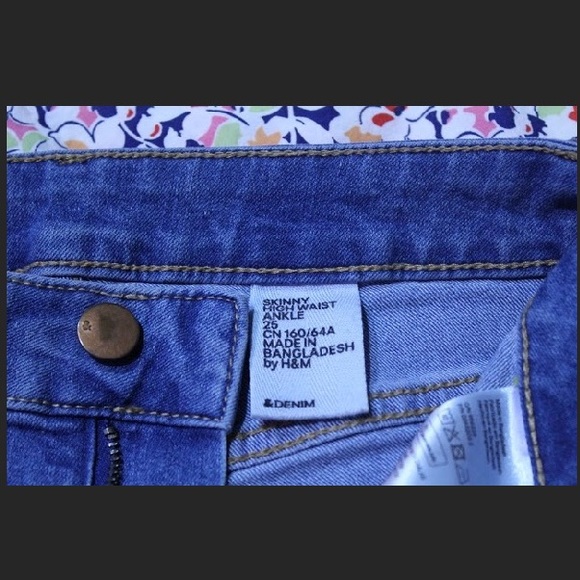 SKINNY
HIGH WAIST
ANKLE
25
CN 160/64A
MADE IN
BANGLADESH
by H&M
&DENIM
&